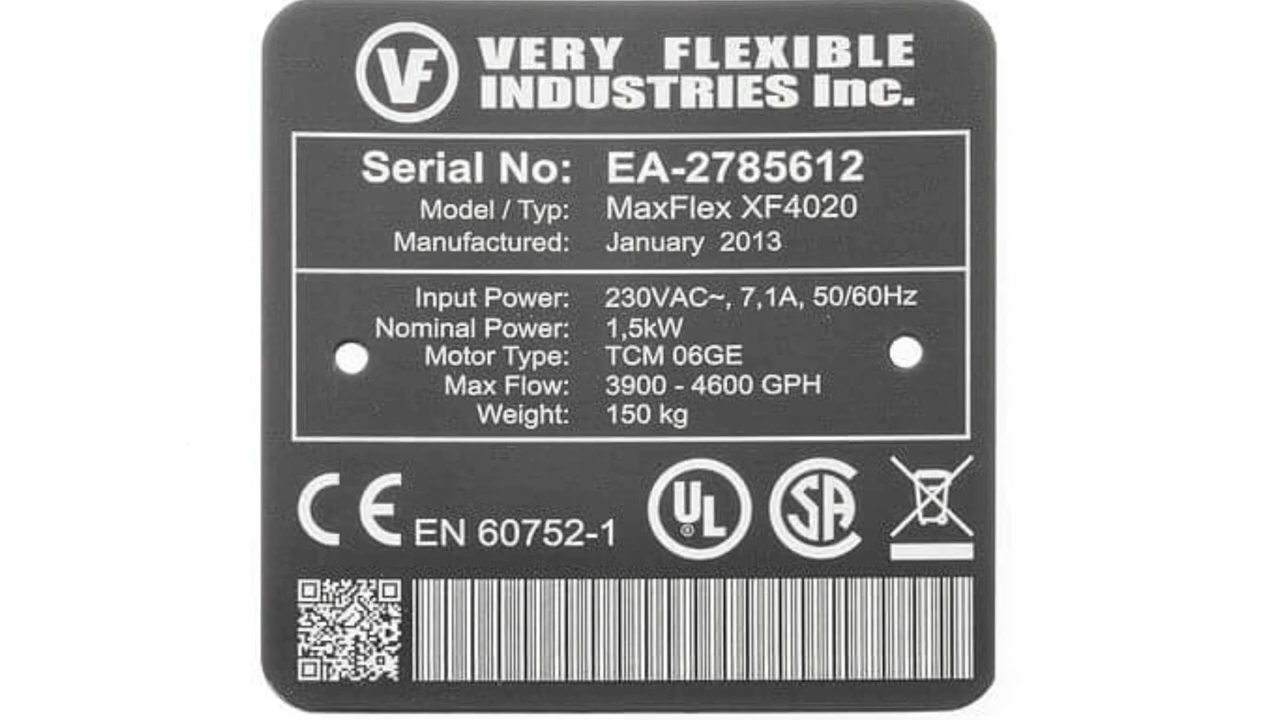 VF VERY FLEXIBLE
INDUSTRIES Inc.
Serial No: EA-2785612
Model / Typ: MaxFlex XF4020
Manufactured: January 2013
Input Power: 230VAC~, 7,1A, 50/60Hz
Nominal Power: 1,5kW
Motor Type: TCM 06GE
Max Flow: 3900 - 4600 GPH
Weight: 150 kg
CE EN 60752-1 UL ® SA